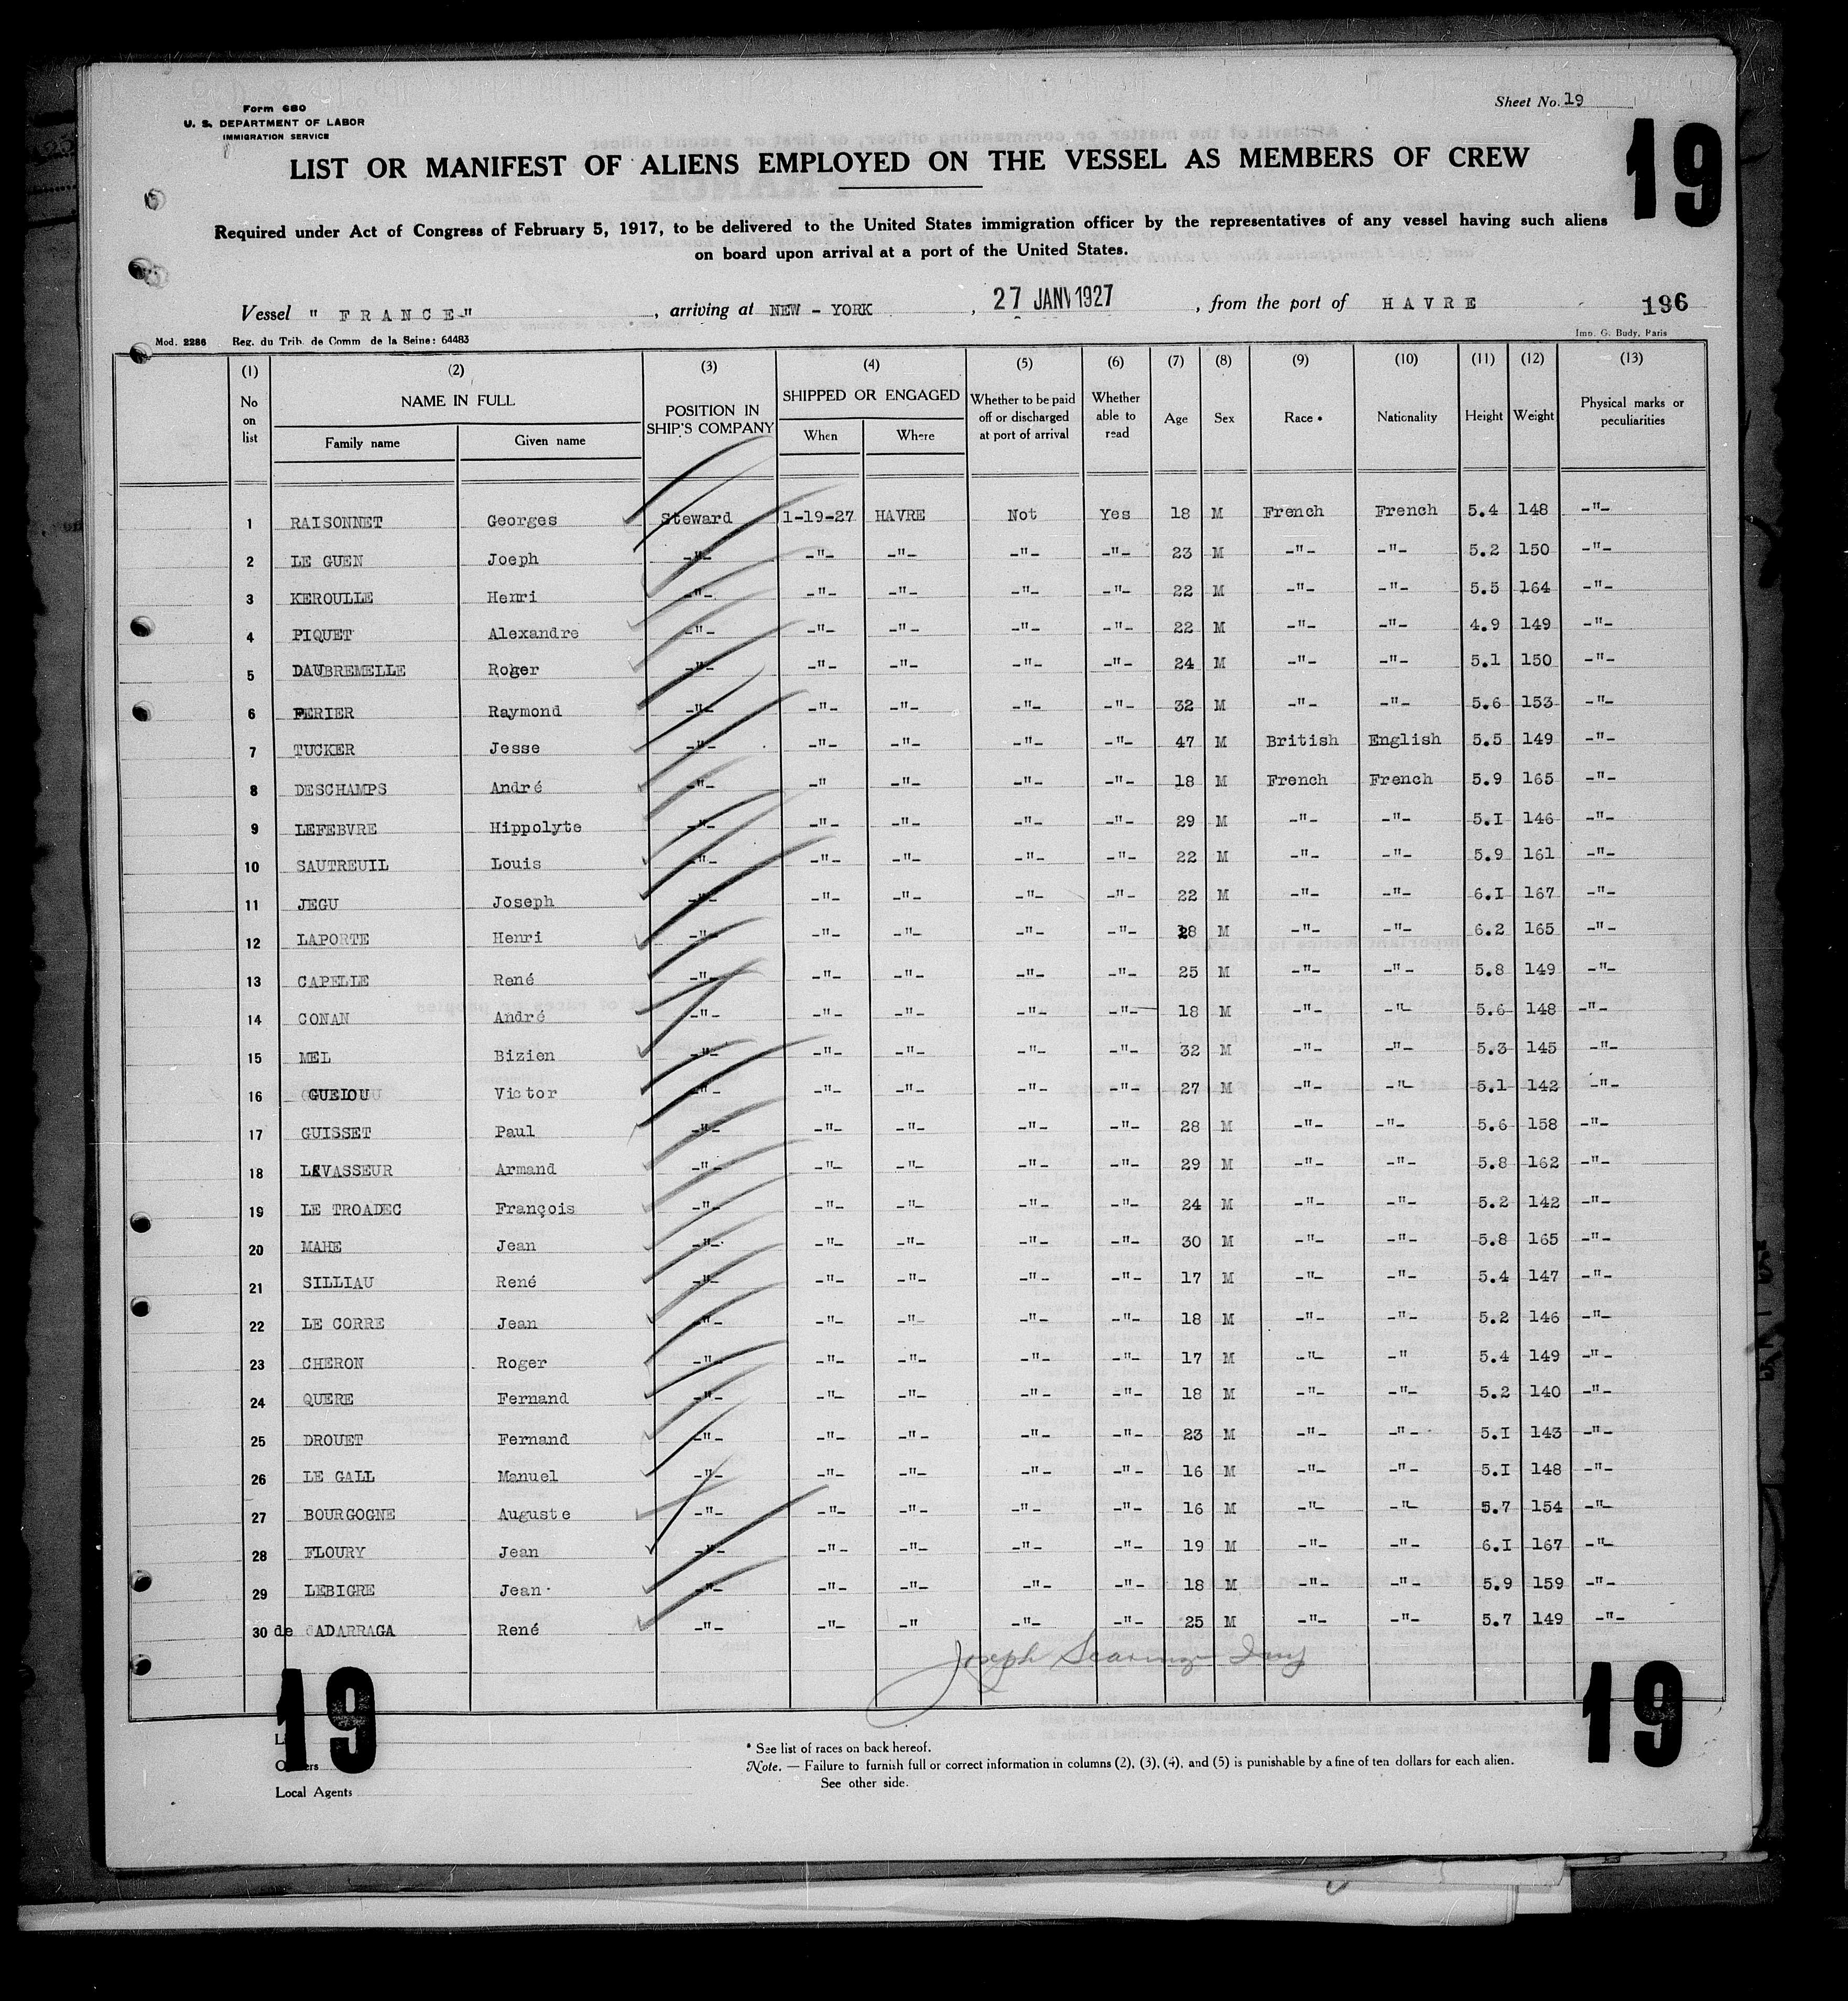 Form 680
U. S. DEPARTMENT OF LABOR
IMMIGRATION SERVICE
Sheet No. 19
19
LIST OR MANIFEST OF ALIENS EMPLOYED ON THE VESSEL AS MEMBERS OF CREW
Required under Act of Congress of February 5, 1917, to be delivered to the United States immigration officer by the representatives of any vessel having such aliens
on board upon arrival at a port of the United States.
Vessel " FRANCE " , arriving at NEW - YORK , 27 JANV 1927 , from the port of HAVRE 196
Mod. 2286 Reg. du Trib. de Comm de la Seine: 64483 Imp. G. Budy, Paris
(1) (2) (3) (4) (5) (6) (7) (8) (9) (10) (11) (12) (13)
No on list NAME IN FULL POSITION IN SHIP'S COMPANY SHIPPED OR ENGAGED Whether to be paid off or discharged at port of arrival Whether able to read Age Sex Race * Nationality Height Weight Physical marks or peculiarities
Family name Given name When Where
1 RAISONNET Georges Steward 1-19-27 HAVRE Not Yes 18 M French French 5.4 148 -"-
2 LE GUEN Joeph -"- -"- -"- -"- -"- 23 M -"- -"- 5.2 150 -"-
3 KEROULLE Henri -"- -"- -"- -"- -"- 22 M -"- -"- 5.5 164 -"-
4 PIQUET Alexandre -"- -"- -"- -"- -"- 22 M -"- -"- 4.9 149 -"-
5 DAUBREMELLE Roger -"- -"- -"- -"- -"- 24 M -"- -"- 5.1 150 -"-
6 PERIER Raymond -"- -"- -"- -"- -"- 32 M -"- -"- 5.6 153 -"-
7 TUCKER Jesse -"- -"- -"- -"- -"- 47 M British English 5.5 149 -"-
8 DESCHAMPS André -"- -" -"- -"- -"- 18 M French French 5.9 165 -"-
9 LEFEBVRE Hippolyte -"- -"- -"- -"- -"- 29 M -"- -"- 5.I 146 -"-
10 SAUTREUIL Louis -"- -"- -"- -"- -"- 22 M -"- -"- 5.9 161 -"-
11 JEGU Joseph -"- -"- -"- -"- -"- 22 M -"- -"- 6.I 167 -"-
12 LAPORTE Henri -"- -"- -"- -"- -"- M -"- -"- 6.2 165 -"-
13 CAPELLE René -"- -"- -"- -"- -"- 25 M -"- -"- 5.8 149 -"-
14 CONAN André -"- -"- -"- -"- -"- 18 M -"- -"- 5.6 148 -"-
15 MEL Bizien -"- -"- -"- -"- -"- 32 M -"- -"- 5.3 145 -"-
16 GUEIOU Victor -"- -"- -"- -"- -"- 27 M -"- -"- 5.1 142 -"-
17 GUISSET Paul -"- -"- -"- -"- -"- 28 M -"- -"- 5.6 158 -"-
18 LEVASSEUR Armand -"- -"- -"- -"- -"- 29 M -"- -"- 5.8 162 -"-
19 LE TROADEC François -"- -"- -"- -"- -"- 24 M -"- -"- 5.2 142 -"-
20 MAHE Jean -"- -"- -"- -"- -"- 30 M -"- -"- 5.8 165 -"-
21 SILLIAU René -"- -"- -"- -"- -"- 17 M -"- -"- 5.4 147 -"-
22 LE CORRE Jean -"- -"- -"- -"- -"- 18 M -"- -"- 5.2 146 -"-
23 CHERON Roger -"- -"- -"- -"- -"- 17 M -"- -" 5.4 149 -"-
24 QUERE Fernand -"- -"- -"- -"- -"- 18 M -"- -"- 5.2 140 -"-
25 DROUET Fernand -"- -"- -"- -"- -"- 23 M -"- -"- 5.I 143 -"-
26 LE GALL Manuel -"- -"- -"- -"- -"- 16 M -"- -"- 5.I 148 -"-
27 BOURGOGNE Auguste -"- -"- -"- -"- -"- 16 M -"- -"- 5.7 154 -"-
28 FLOURY Jean -"- -"- -"- -"- -"- 19 M -"- -"- 6.I 167 -"-
29 LEBIGRE Jean -"- -"- -"- -"- -"- 18 M -"- -"- 5.9 159 -"-
30 de GADARRAGA René -"- -"- -" -"- -"- 25 M -"- -"- 5.7 149 -"-
Joseph
19 19
* See list of races on back hereof.
Note. — Failure to furnish full or correct information in columns (2), (3), (4), and (5) is punishable by a fine of ten dollars for each alien.
See other side.
Local Agents